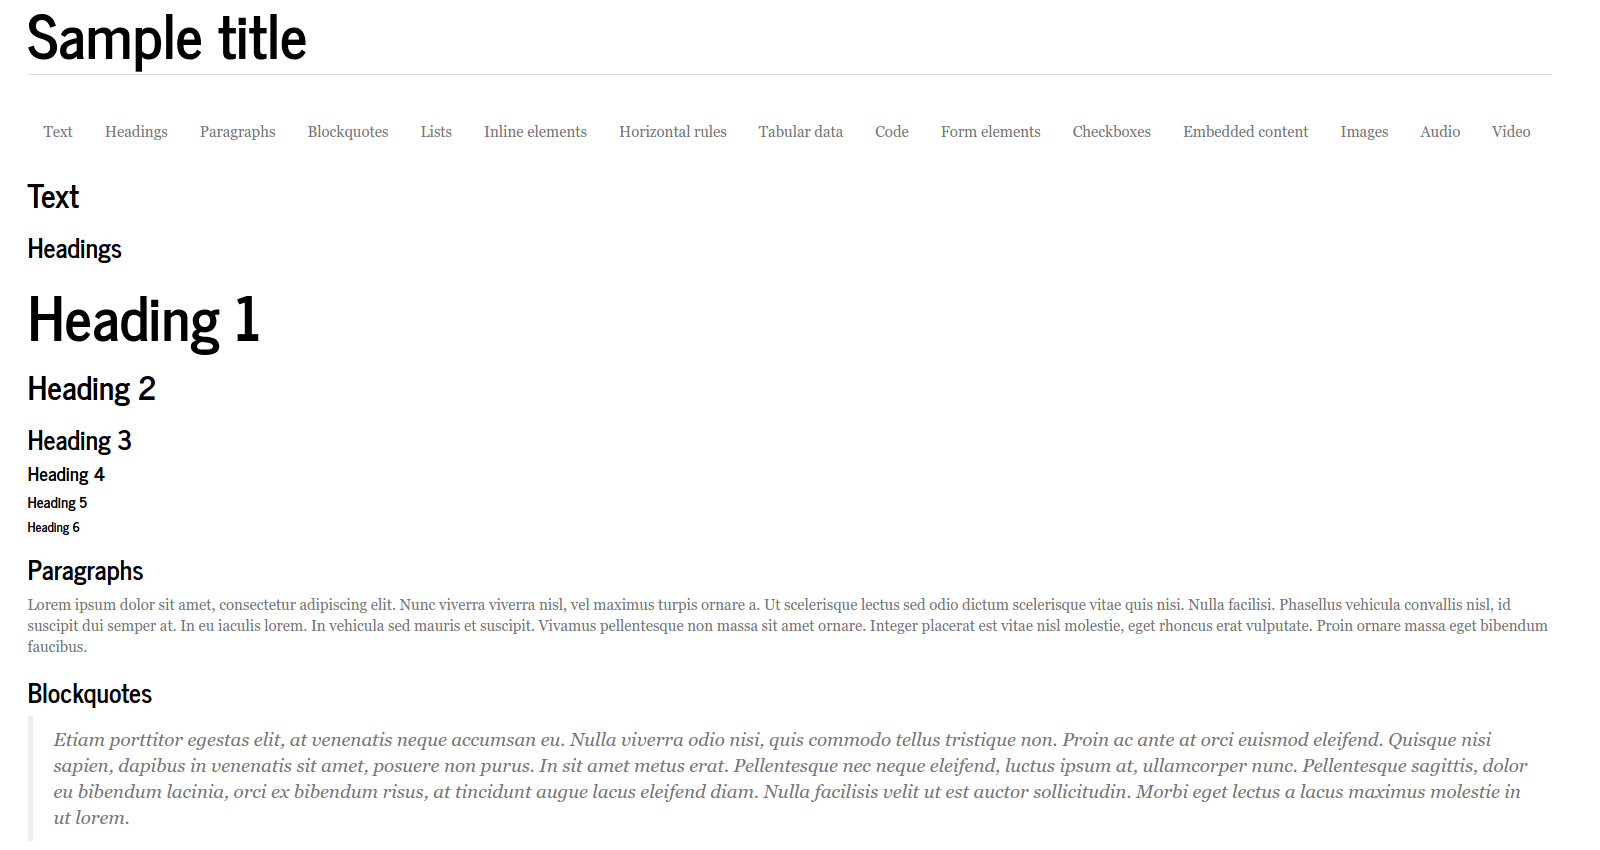 Sample title
Text Headings Paragraphs Blockquotes Lists Inline elements Horizontal rules Tabular data Code Form elements Checkboxes Embedded content Images Audio Video
Text
Headings
Heading 1
Heading 2
Heading 3
Heading 4
Heading 5
Heading 6
Paragraphs
Lorem ipsum dolor sit amet, consectetur adipiscing elit. Nunc viverra viverra nisl, vel maximus turpis ornare a. Ut scelerisque lectus sed odio dictum scelerisque vitae quis nisi. Nulla facilisi. Phasellus vehicula convallis nisl, id
suscipit dui semper at. In eu iaculis lorem. In vehicula sed mauris et suscipit. Vivamus pellentesque non massa sit amet ornare. Integer placerat est vitae nisl molestie, eget rhoncus erat vulputate. Proin ornare massa eget bibendum
faucibus.
Blockquotes
Etiam porttitor egestas elit, at venenatis neque accumsan eu. Nulla viverra odio nisi, quis commodo tellus tristique non. Proin ac ante at orci euismod eleifend. Quisque nisi
sapien, dapibus in venenatis sit amet, posuere non purus. In sit amet metus erat. Pellentesque nec neque eleifend, luctus ipsum at, ullamcorper nunc. Pellentesque sagittis, dolor
eu bibendum lacinia, orci ex bibendum risus, at tincidunt augue lacus eleifend diam. Nulla facilisis velit ut est auctor sollicitudin. Morbi eget lectus a lacus maximus molestie in
ut lorem.